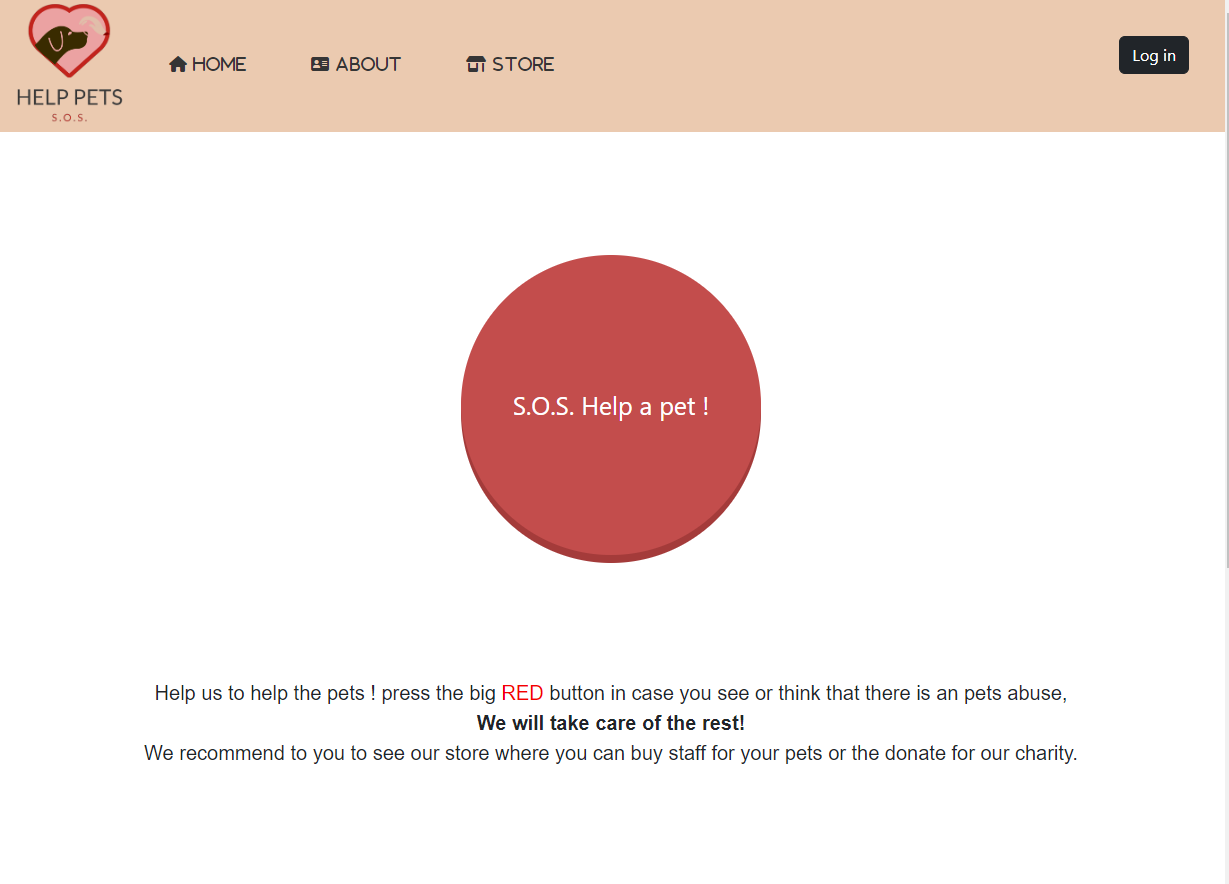 HELP PETS
S.O.S.
HOME
ABOUT
STORE
Log in
S.O.S. Help a pet !
Help us to help the pets ! press the big RED button in case you see or think that there is an pets abuse,
We will take care of the rest!
We recommend to you to see our store where you can buy staff for your pets or the donate for our charity.